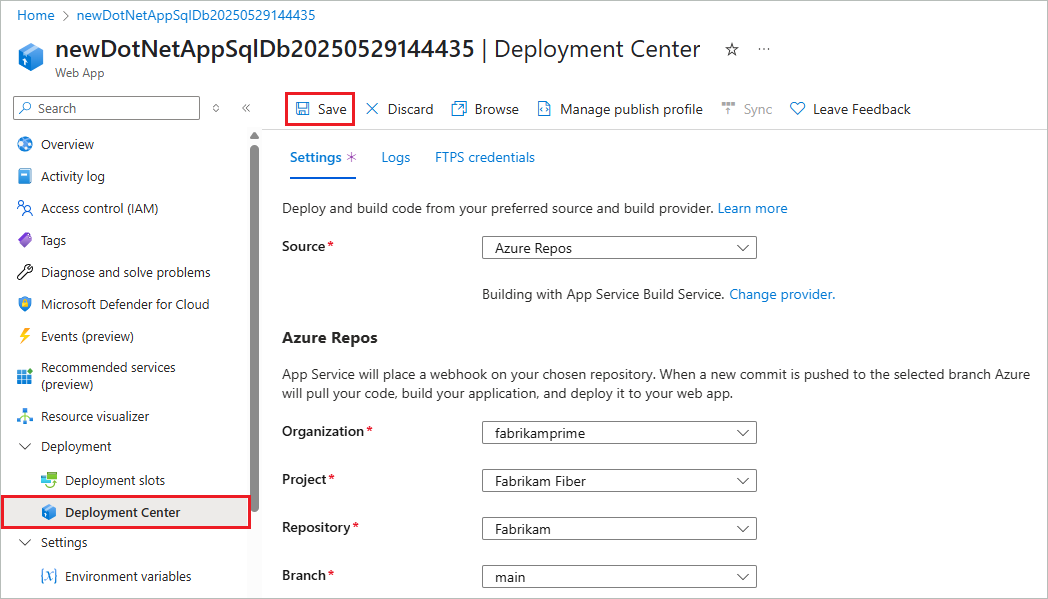 Home > newDotNetAppSqlDb20250529144435
newDotNetAppSqlDb20250529144435 | Deployment Center
Web App
Search
Overview
Activity log
Access control (IAM)
Tags
Diagnose and solve problems
Microsoft Defender for Cloud
Events (preview)
Recommended services
(preview)
Resource visualizer
Deployment
Deployment slots
Deployment Center
Settings
Environment variables
Save Discard Browse Manage publish profile Sync Leave Feedback
Settings * Logs FTPS credentials
Deploy and build code from your preferred source and build provider. Learn more
Source* Azure Repos
Building with App Service Build Service. Change provider.
Azure Repos
App Service will place a webhook on your chosen repository. When a new commit is pushed to the selected branch Azure
will pull your code, build your application, and deploy it to your web app.
Organization* fabrikamprime
Project* Fabrikam Fiber
Repository* Fabrikam
Branch* main